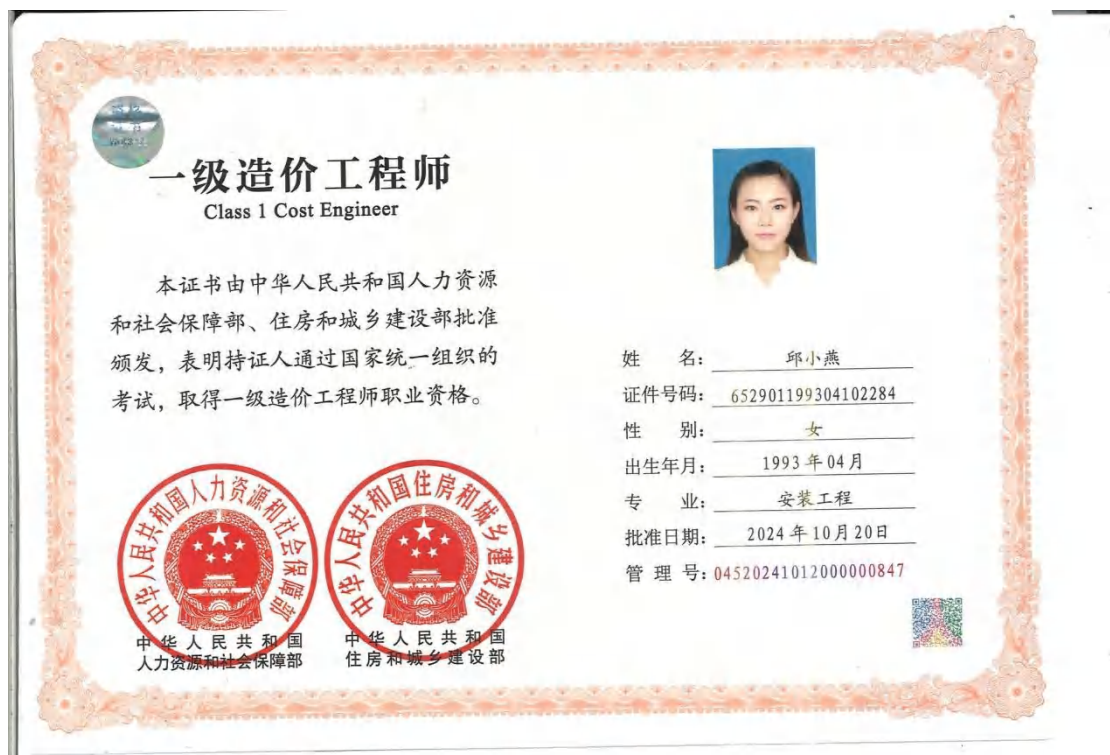 一级造价工程师
Class 1 Cost Engineer
本证书由中华人民共和国人力资源
和社会保障部、住房和城乡建设部批准
颁发，表明持证人通过国家统一组织的
考试，取得一级造价工程师职业资格。
中华人民共和国人力资源和社会保障部
中华人民共和国
人力资源和社会保障部
中华人民共和国住房和城乡建设部
中华人民共和国
住房和城乡建设部
姓 名： 邱小燕
证件号码： 652901199304102284
性 别： 女
出生年月： 1993年04月
专 业： 安装工程
批准日期： 2024年10月20日
管 理 号： 04520241012000000847